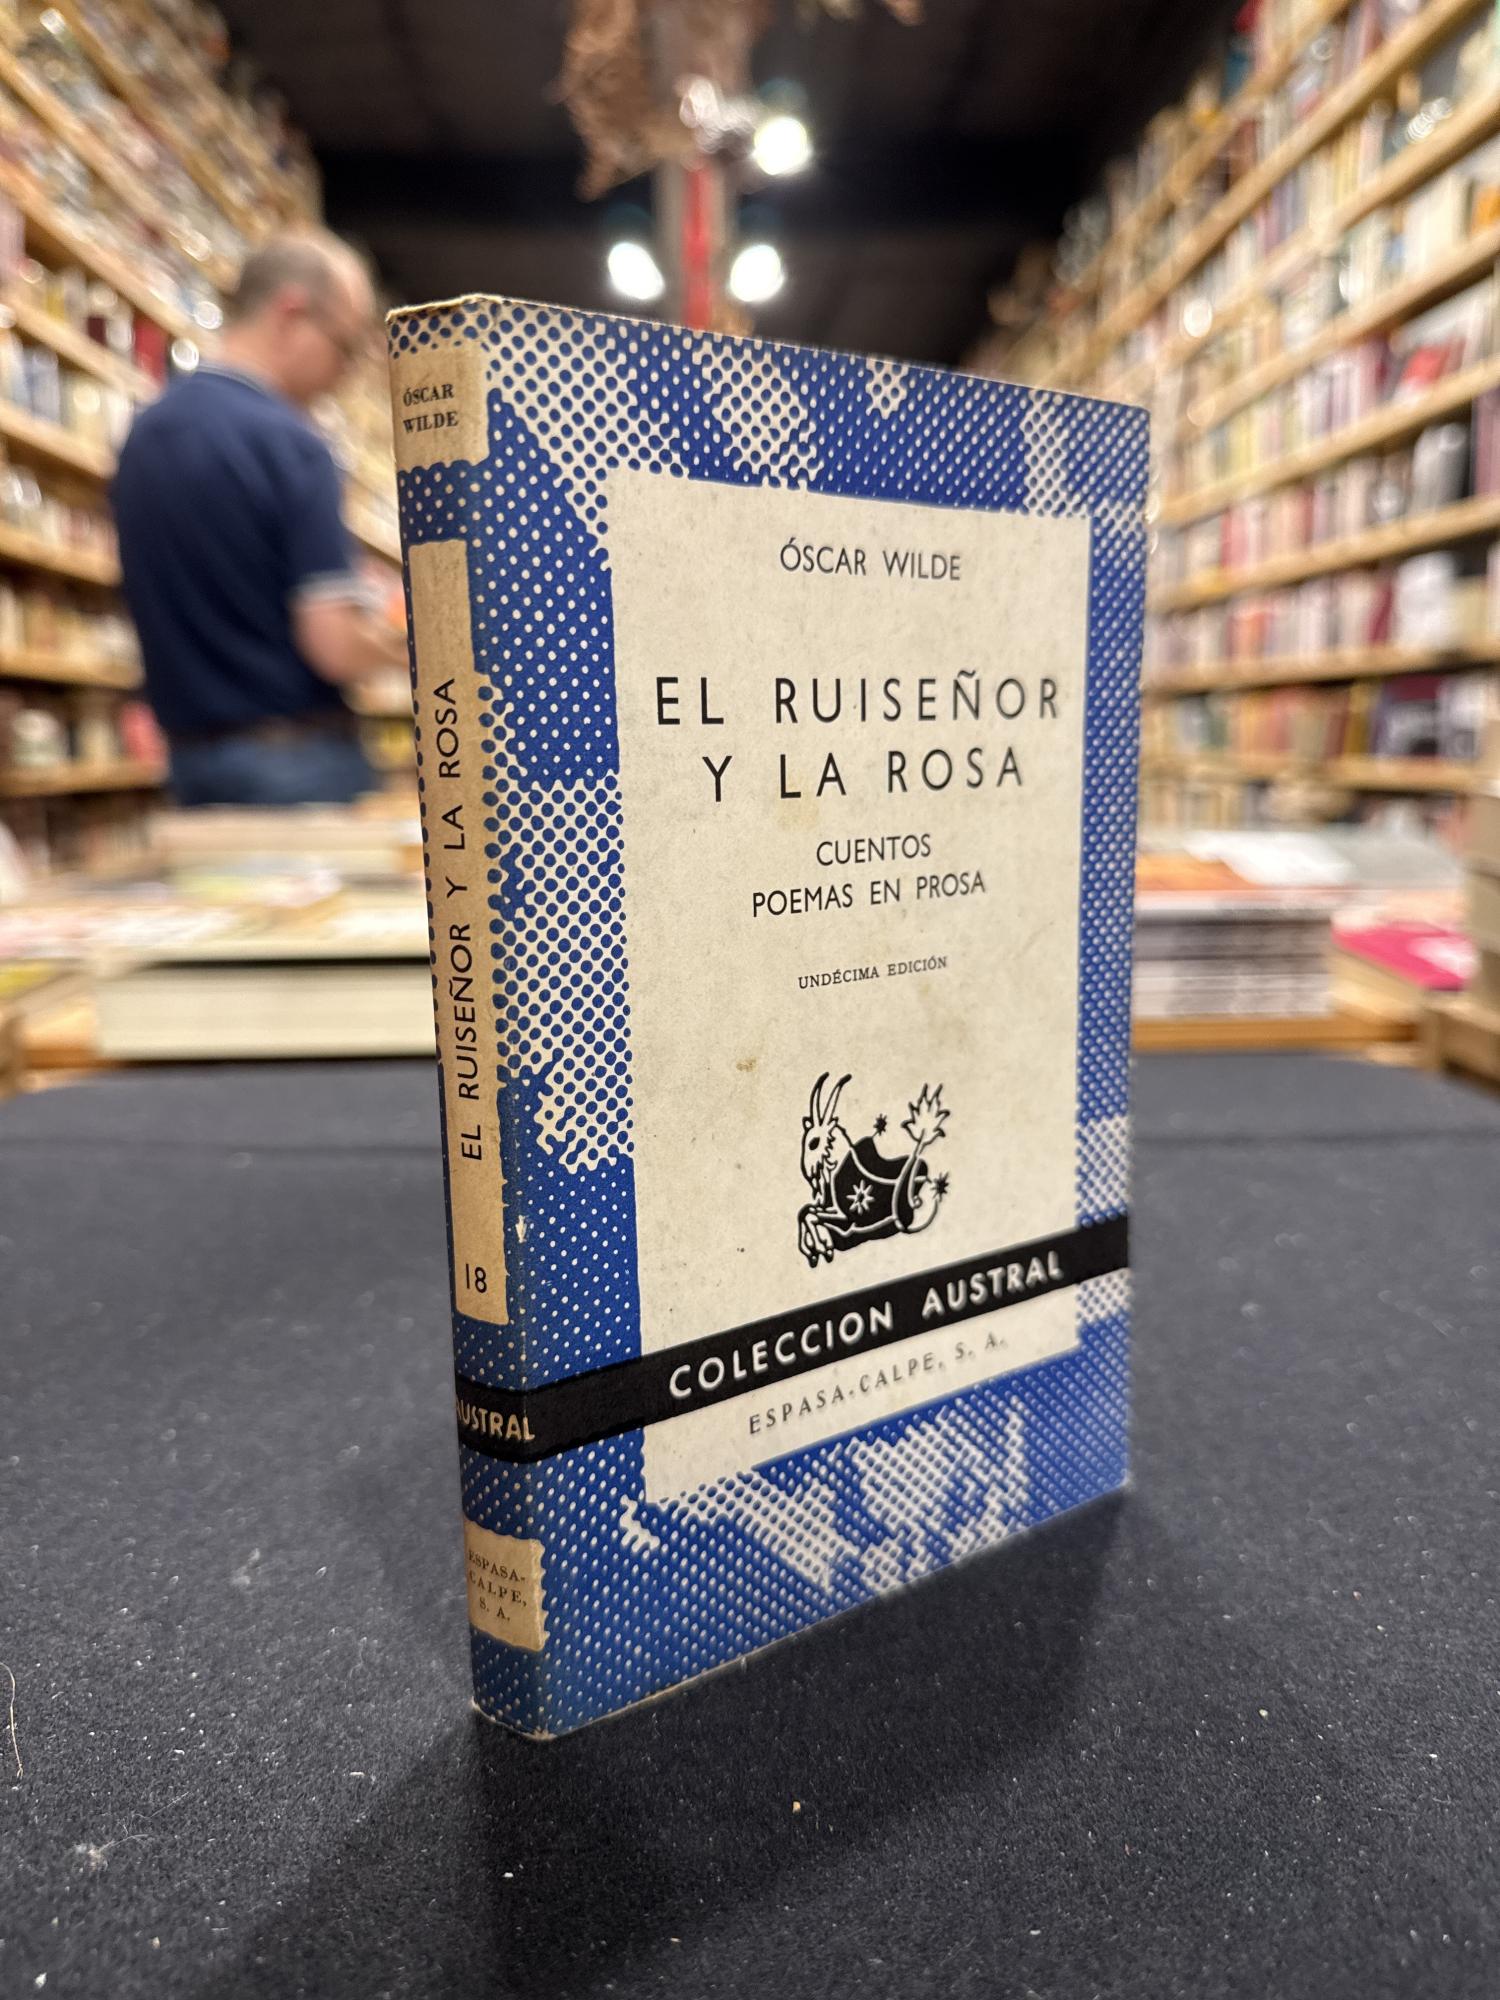 ÓSCAR
WILDE
EL RUISEÑOR Y LA ROSA
18
AUSTRAL
ESPASA-
CALPE,
S. A.
ÓSCAR WILDE
EL RUISEÑOR
Y LA ROSA
CUENTOS
POEMAS EN PROSA
UNDÉCIMA EDICIÓN
COLECCION AUSTRAL
ESPASA-CALPE, S. A.